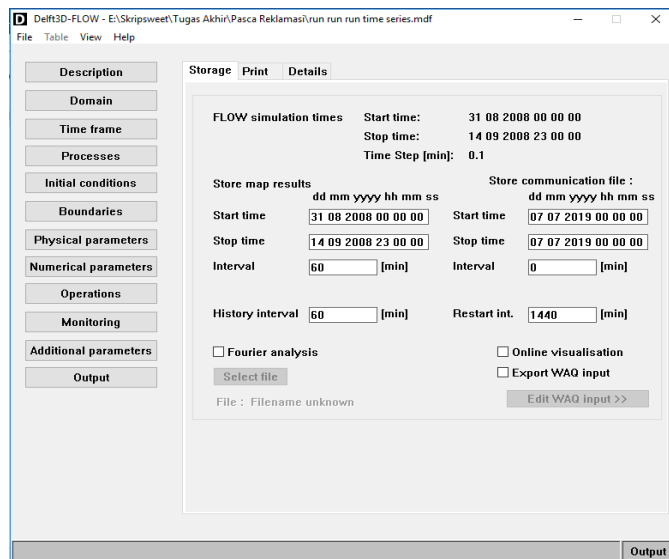 Delft3D-FLOW - E:\Skripsweet\Tugas Akhir\Pasca Reklamasi\run run run time series.mdf
File Table View Help
Description
Domain
Time frame
Processes
Initial conditions
Boundaries
Physical parameters
Numerical parameters
Operations
Monitoring
Additional parameters
Output
Storage Print Details
FLOW simulation times Start time: 31 08 2008 00 00 00
Stop time: 14 09 2008 23 00 00
Time Step [min]: 0.1
Store map results Store communication file :
dd mm yyyy hh mm ss dd mm yyyy hh mm ss
Start time 31 08 2008 00 00 00 Start time 07 07 2019 00 00 00
Stop time 14 09 2008 23 00 00 Stop time 07 07 2019 00 00 00
Interval 60 [min] Interval 0 [min]
History interval 60 [min] Restart int. 1440 [min]
Fourier analysis Online visualisation
Export WAQ input
Select file Edit WAQ input >>
File : Filename unknown
Output